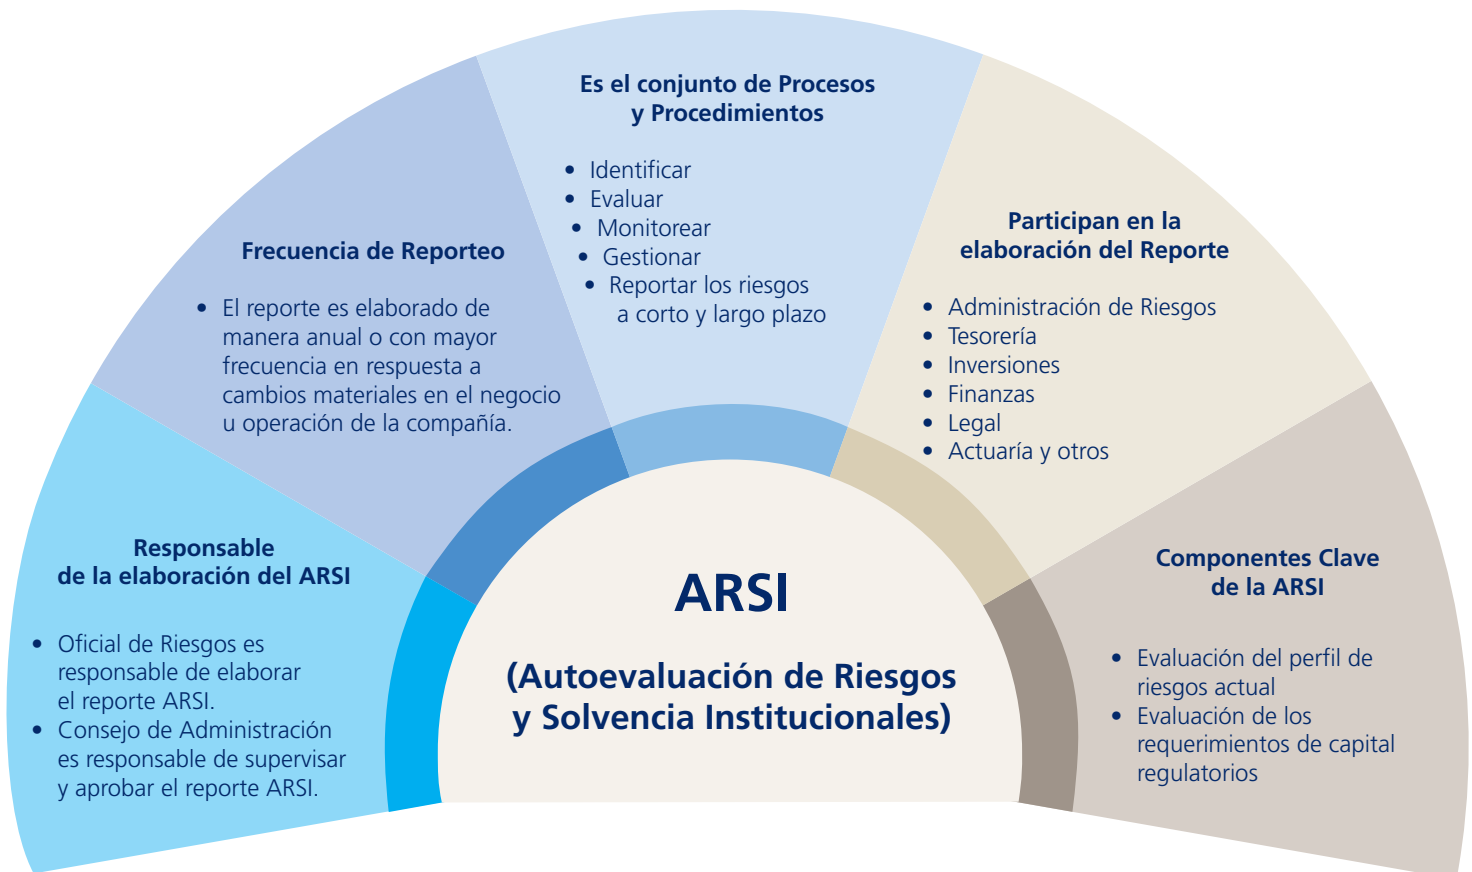 Es el conjunto de Procesos
y Procedimientos
• Identificar
• Evaluar
• Monitorear
• Gestionar
• Reportar los riesgos
a corto y largo plazo
Frecuencia de Reporteo
• El reporte es elaborado de
manera anual o con mayor
frecuencia en respuesta a
cambios materiales en el negocio
u operación de la compañía.
Participan en la
elaboración del Reporte
• Administración de Riesgos
• Tesorería
• Inversiones
• Finanzas
• Legal
• Actuaría y otros
Responsable
de la elaboración del ARSI
• Oficial de Riesgos es
responsable de elaborar
el reporte ARSI.
• Consejo de Administración
es responsable de supervisar
y aprobar el reporte ARSI.
ARSI
(Autoevaluación de Riesgos
y Solvencia Institucionales)
Componentes Clave
de la ARSI
• Evaluación del perfil de
riesgos actual
• Evaluación de los
requerimientos de capital
regulatorios